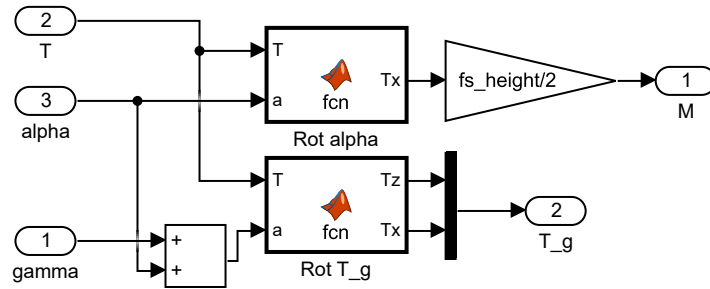 2
T
3
alpha
1
gamma
+
+
T
a
Tx
fcn
Rot alpha
fs_height/2
1
M
T
a
Tz
Tx
fcn
Rot T_g
2
T_g